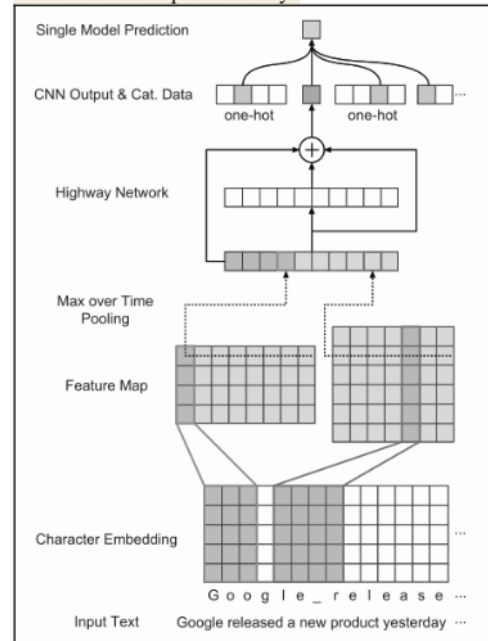 Single Model Prediction
CNN Output & Cat. Data
...
one-hot
one-hot
+
Highway Network
Max over Time
Pooling
Feature Map
Character Embedding
...
G o o g l e _ r e l e a s e ...
Input Text
Google released a new product yesterday ...